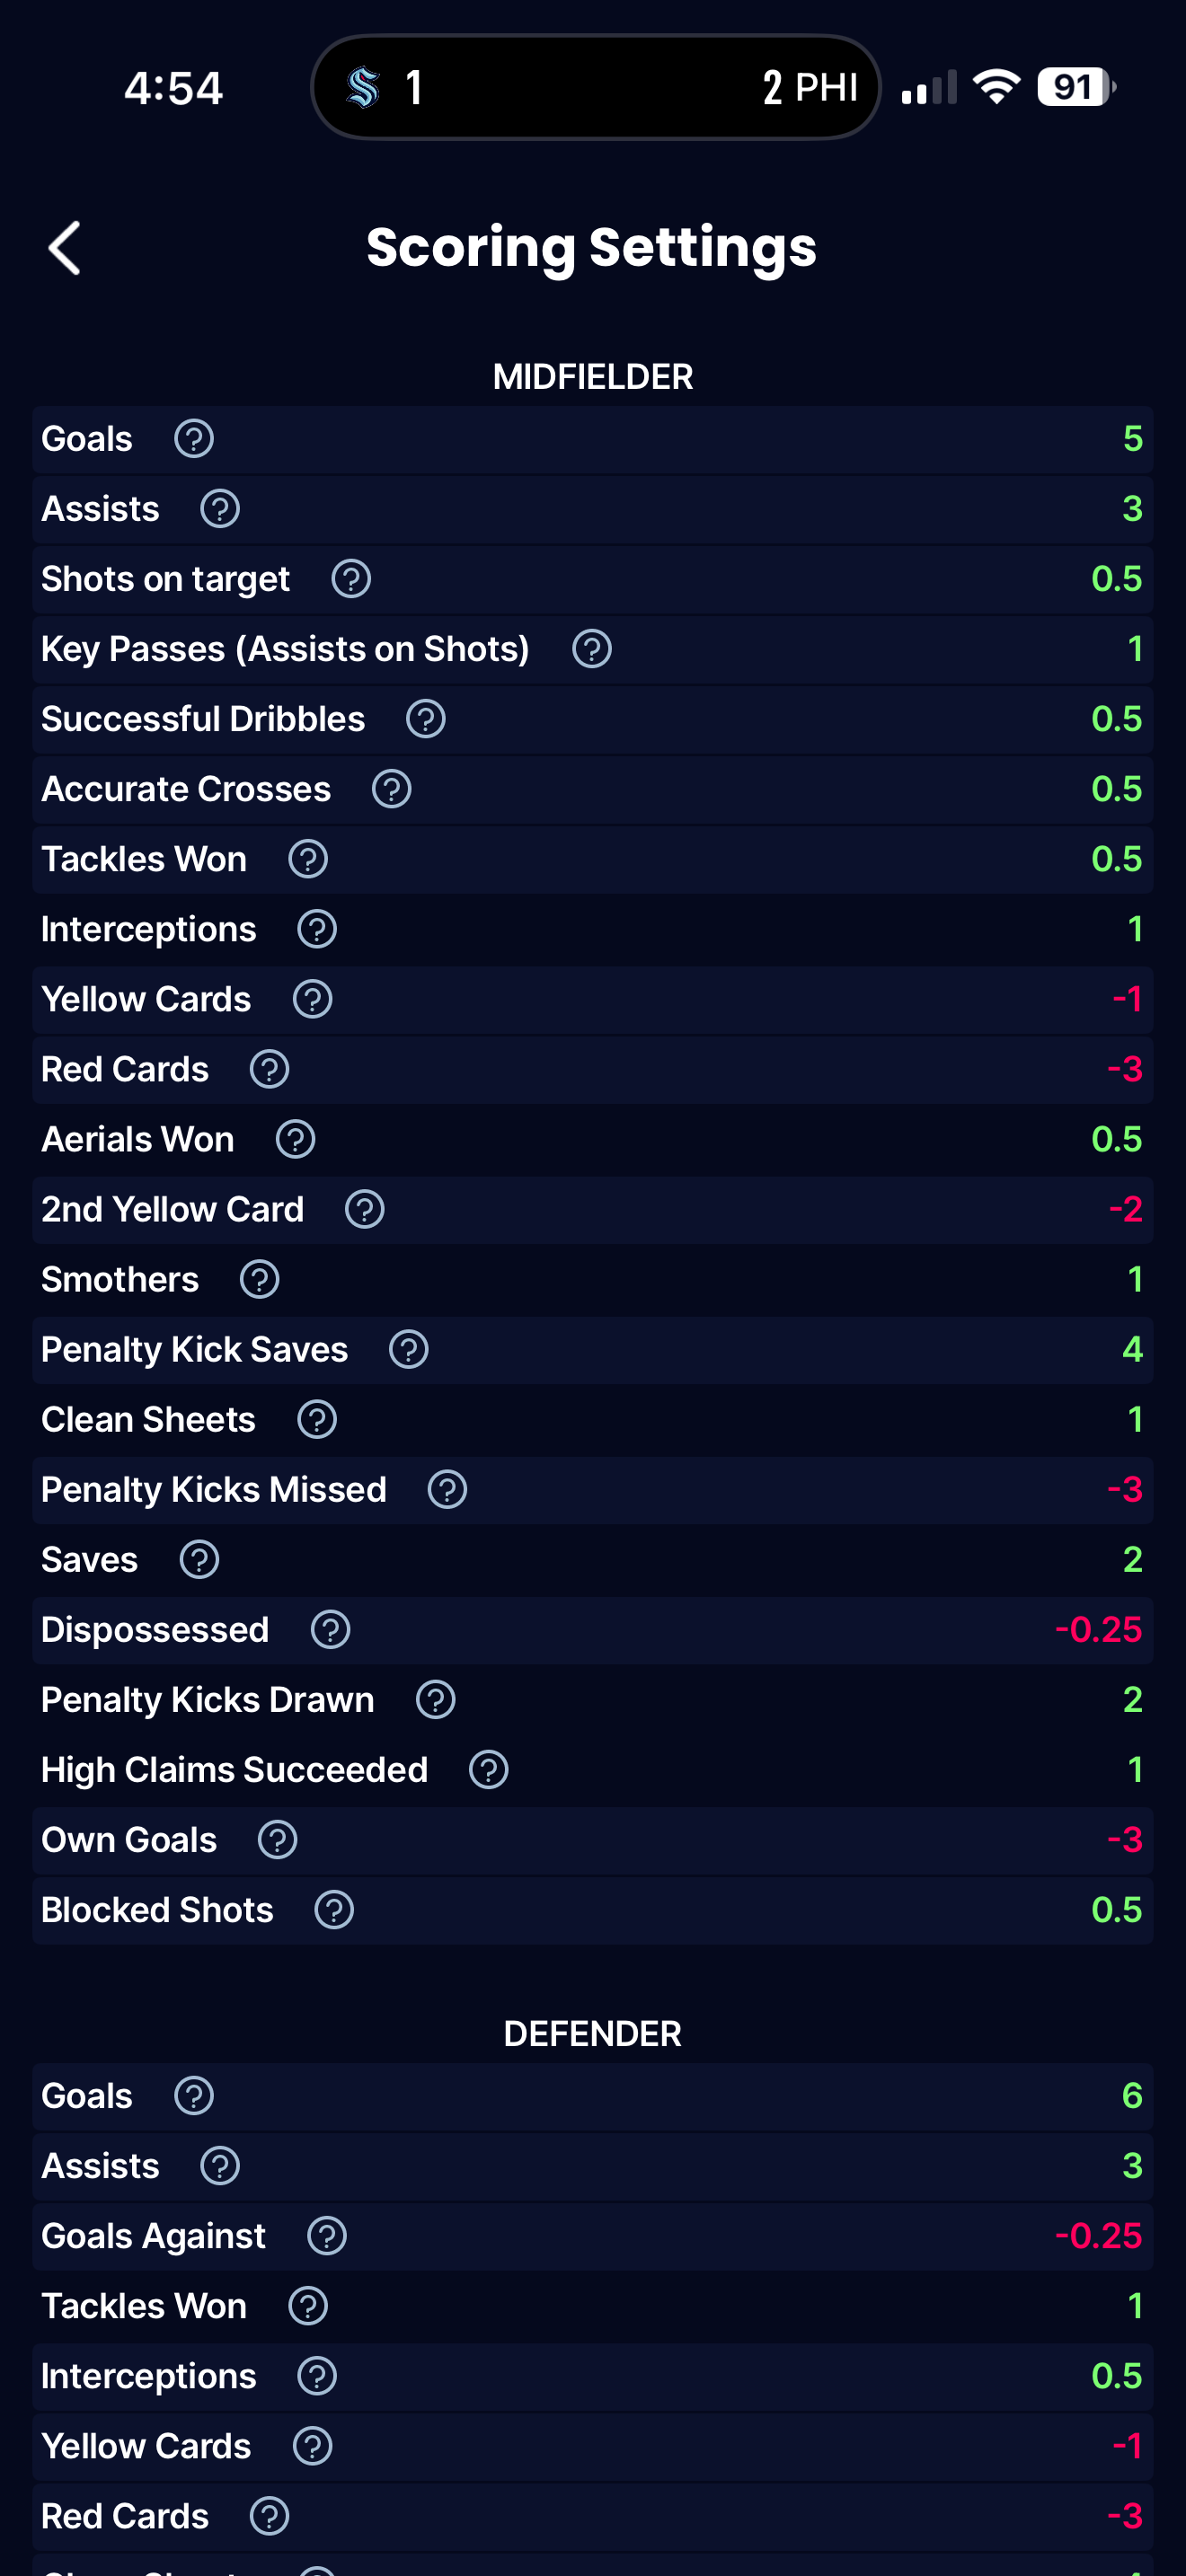 4:54 1 2 PHI 91
Scoring Settings
MIDFIELDER
Goals ? 5
Assists ? 3
Shots on target ? 0.5
Key Passes (Assists on Shots) ? 1
Successful Dribbles ? 0.5
Accurate Crosses ? 0.5
Tackles Won ? 0.5
Interceptions ? 1
Yellow Cards ? -1
Red Cards ? -3
Aerials Won ? 0.5
2nd Yellow Card ? -2
Smothers ? 1
Penalty Kick Saves ? 4
Clean Sheets ? 1
Penalty Kicks Missed ? -3
Saves ? 2
Dispossessed ? -0.25
Penalty Kicks Drawn ? 2
High Claims Succeeded ? 1
Own Goals ? -3
Blocked Shots ? 0.5
DEFENDER
Goals ? 6
Assists ? 3
Goals Against ? -0.25
Tackles Won ? 1
Interceptions ? 0.5
Yellow Cards ? -1
Red Cards ? -3